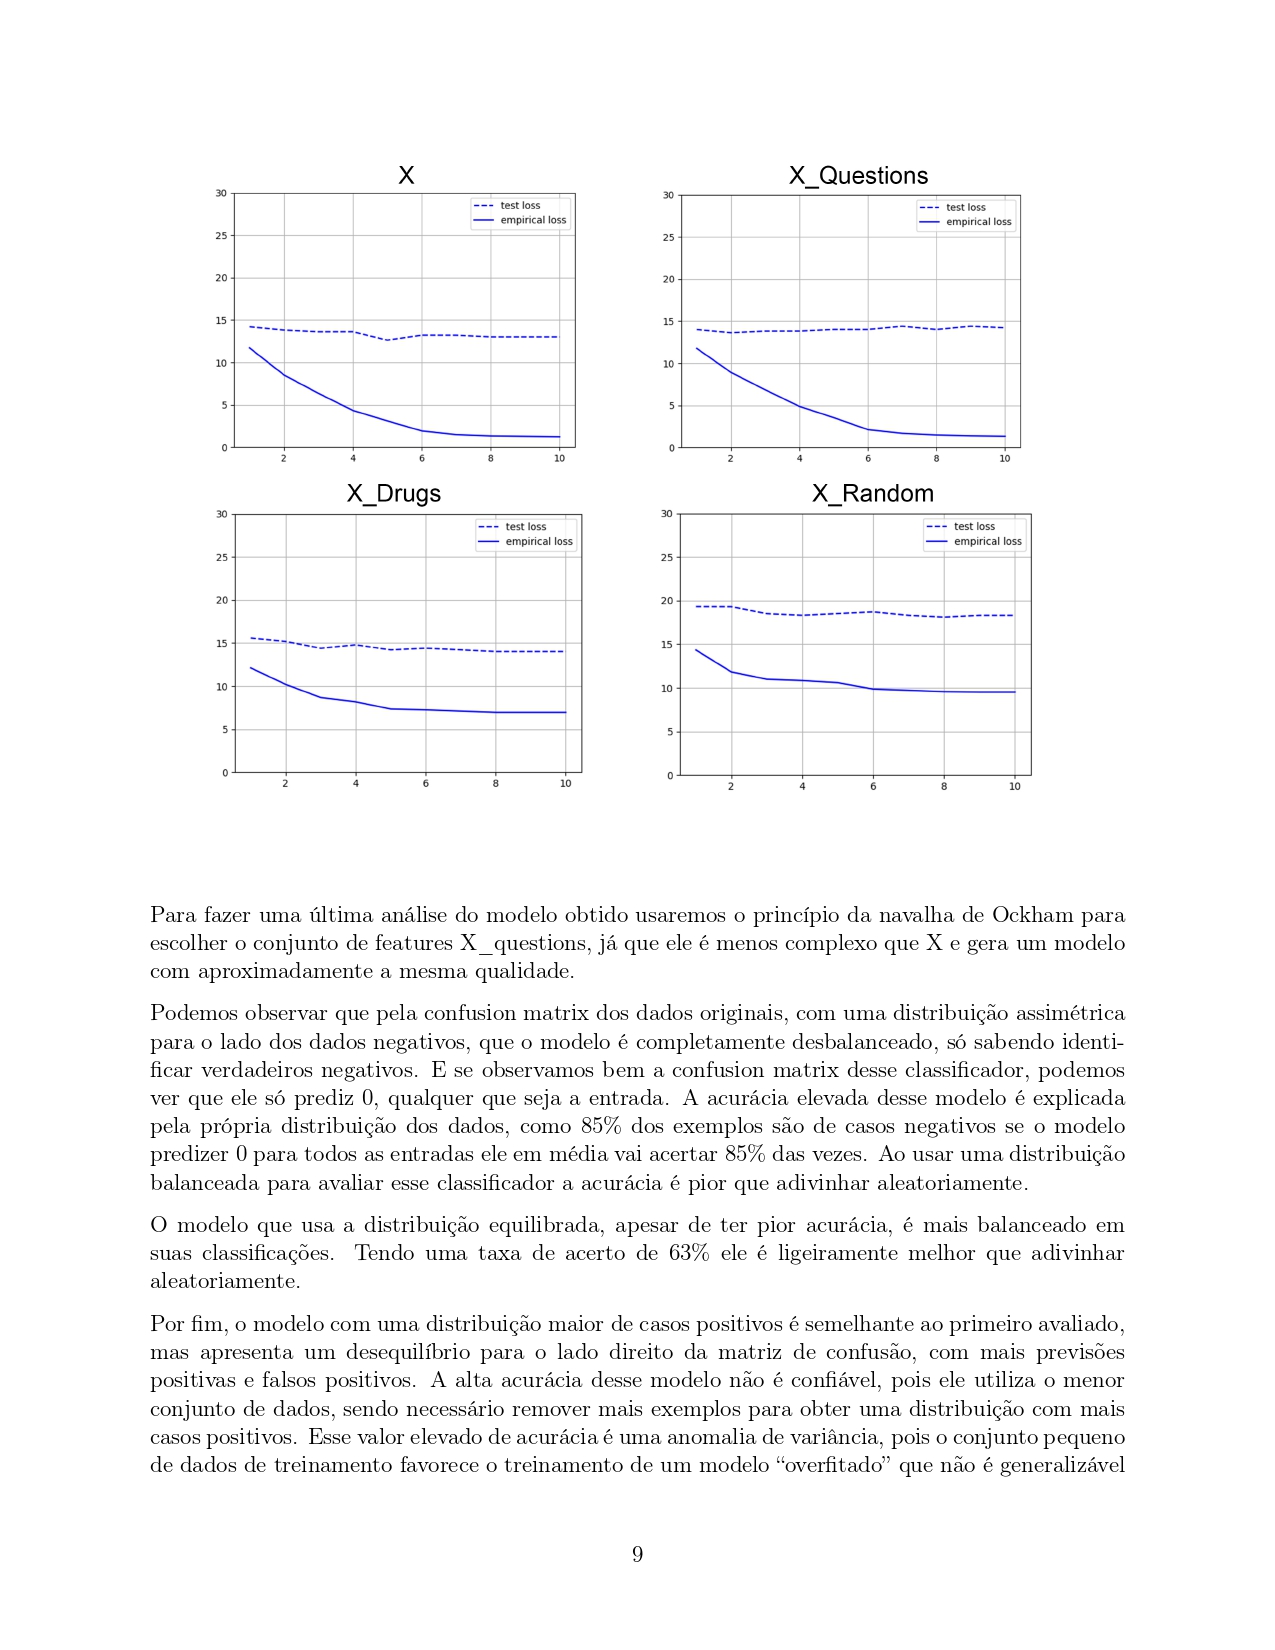 X
30
25
20
15
10
5
0
2 4 6 8 10
test loss
empirical loss
X_Questions
30
25
20
15
10
5
0
2 4 6 8 10
test loss
empirical loss
X_Drugs
30
25
20
15
10
5
0
2 4 6 8 10
test loss
empirical loss
X_Random
30
25
20
15
10
5
0
2 4 6 8 10
test loss
empirical loss
Para fazer uma última análise do modelo obtido usaremos o princípio da navalha de Ockham para
escolher o conjunto de features X_questions, já que ele é menos complexo que X e gera um modelo
com aproximadamente a mesma qualidade.
Podemos observar que pela confusion matrix dos dados originais, com uma distribuição assimétrica
para o lado dos dados negativos, que o modelo é completamente desbalanceado, só sabendo identi-
ficar verdadeiros negativos. E se observamos bem a confusion matrix desse classificador, podemos
ver que ele só prediz 0, qualquer que seja a entrada. A acurácia elevada desse modelo é explicada
pela própria distribuição dos dados, como 85% dos exemplos são de casos negativos se o modelo
predizer 0 para todos as entradas ele em média vai acertar 85% das vezes. Ao usar uma distribuição
balanceada para avaliar esse classificador a acurácia é pior que adivinhar aleatoriamente.
O modelo que usa a distribuição equilibrada, apesar de ter pior acurácia, é mais balanceado em
suas classificações. Tendo uma taxa de acerto de 63% ele é ligeiramente melhor que adivinhar
aleatoriamente.
Por fim, o modelo com uma distribuição maior de casos positivos é semelhante ao primeiro avaliado,
mas apresenta um desequilíbrio para o lado direito da matriz de confusão, com mais previsões
positivas e falsos positivos. A alta acurácia desse modelo não é confiável, pois ele utiliza o menor
conjunto de dados, sendo necessário remover mais exemplos para obter uma distribuição com mais
casos positivos. Esse valor elevado de acurácia é uma anomalia de variância, pois o conjunto pequeno
de dados de treinamento favorece o treinamento de um modelo “overfitado” que não é generalizável
9